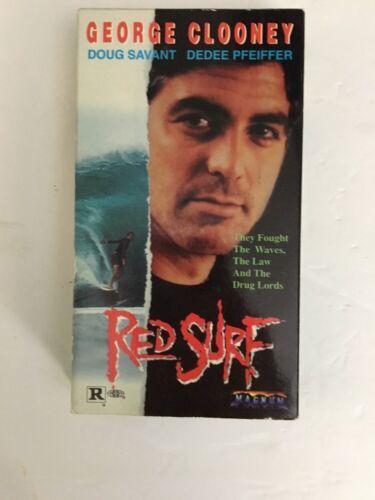 GEORGE CLOONEY
DOUG SAVANT DEDEE PFEIFFER
They Fought
The Waves,
The Law
And The
Drug Lords
RED SURF
R
MAGNUM